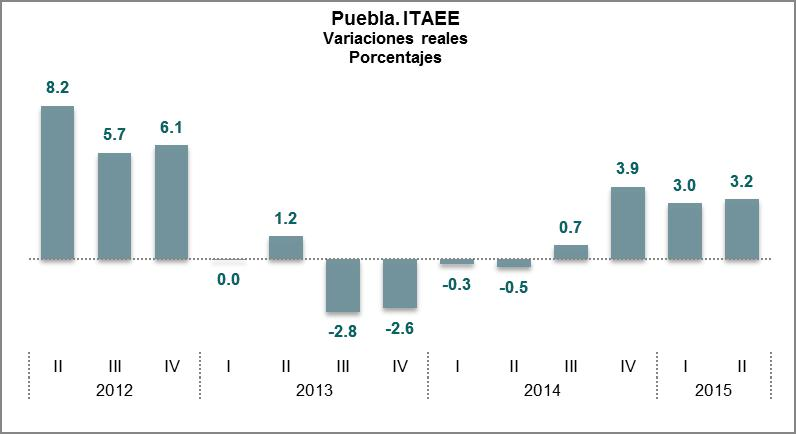 Puebla. ITAEE
Variaciones reales
Porcentajes
8.2
5.7
6.1
0.0
1.2
-2.8
-2.6
-0.3
-0.5
0.7
3.9
3.0
3.2
II III IV I II III IV I II III IV I II
2012 2013 2014 2015